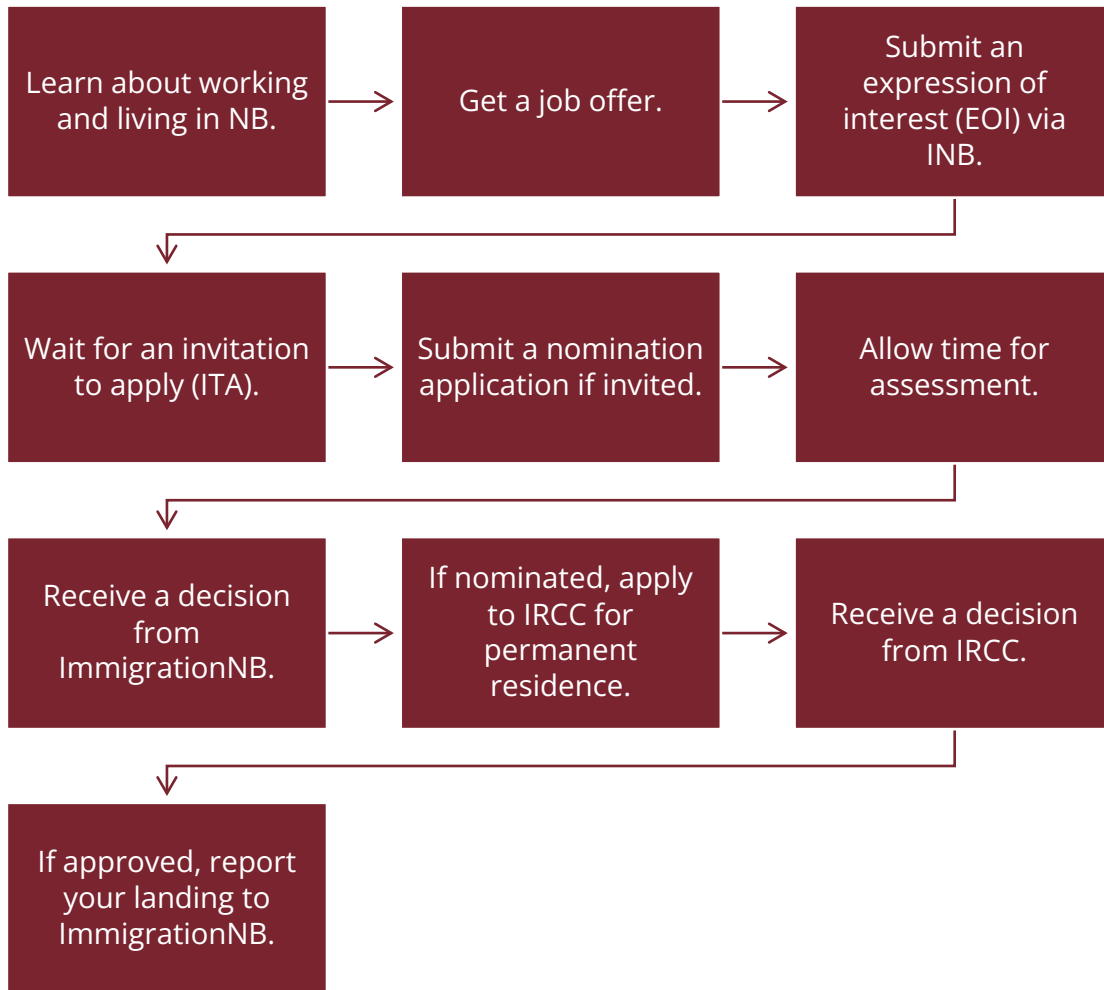 Learn about working
and living in NB.
Get a job offer.
Submit an
expression of
interest (EOI) via
INB.
Wait for an invitation
to apply (ITA).
Submit a nomination
application if invited.
Allow time for
assessment.
Receive a decision
from
ImmigrationNB.
If nominated, apply
to IRCC for
permanent
residence.
Receive a decision
from IRCC.
If approved, report
your landing to
ImmigrationNB.